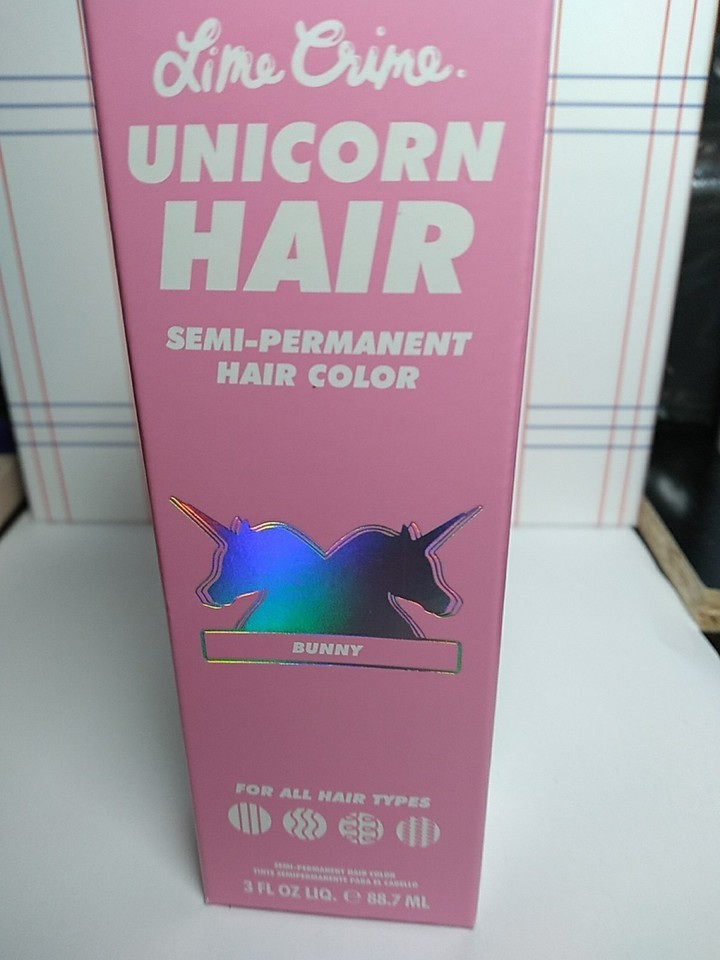 Lime Crime.
UNICORN
HAIR
SEMI-PERMANENT
HAIR COLOR
BUNNY
FOR ALL HAIR TYPES
SEMI-PERMANENT HAIR COLOR
TINTE SEMIPERMANENTE PARA EL CABELLO
3 FL OZ LIQ. ℮ 88.7 ML